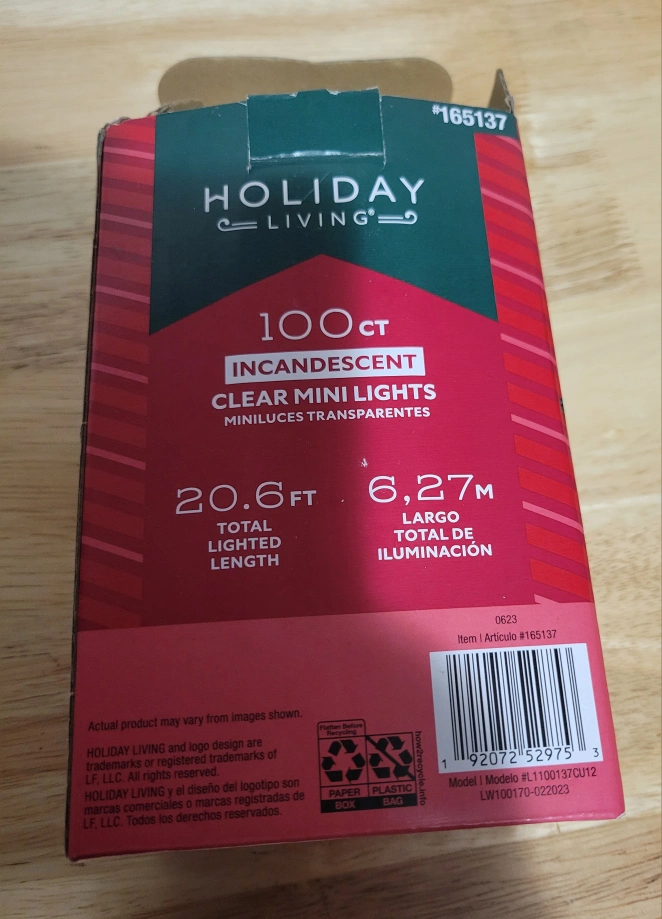 #165137
HOLIDAY
LIVING®
100CT
INCANDESCENT
CLEAR MINI LIGHTS
MINILUCES TRANSPARENTES
20.6FT
TOTAL
LIGHTED
LENGTH
6,27M
LARGO
TOTAL DE
ILUMINACIÓN
0623
Item | Artículo #165137
1 92072 52975 3
Model | Modelo #L1100137CU12
LW100170-022023
Actual product may vary from images shown.
HOLIDAY LIVING and logo design are
trademarks or registered trademarks of
LF, LLC. All rights reserved.
HOLIDAY LIVING y el diseño del logotipo son
marcas comerciales o marcas registradas de
LF, LLC. Todos los derechos reservados.
Flatten Before
Recycling
PAPER
BOX
PLASTIC
BAG
how2recycle.info